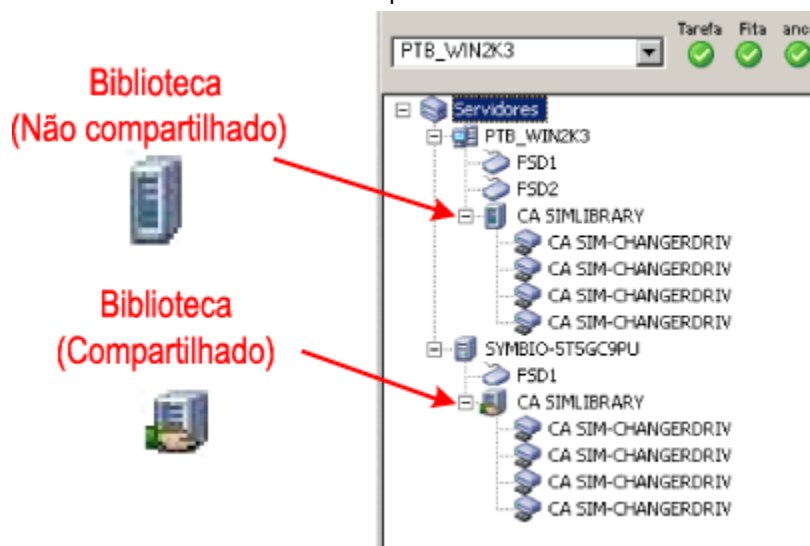 Biblioteca
(Não compartilhado)
Biblioteca
(Compartilhado)
Tarefa Fita
PTB_WIN2K3
Servidores
PTB_WIN2K3
FSD1
FSD2
CA SIMLIBRARY
CA SIM-CHANGERDRIV
CA SIM-CHANGERDRIV
CA SIM-CHANGERDRIV
CA SIM-CHANGERDRIV
SYMBIO-5T5GC9PU
FSD1
CA SIMLIBRARY
CA SIM-CHANGERDRIV
CA SIM-CHANGERDRIV
CA SIM-CHANGERDRIV
CA SIM-CHANGERDRIV